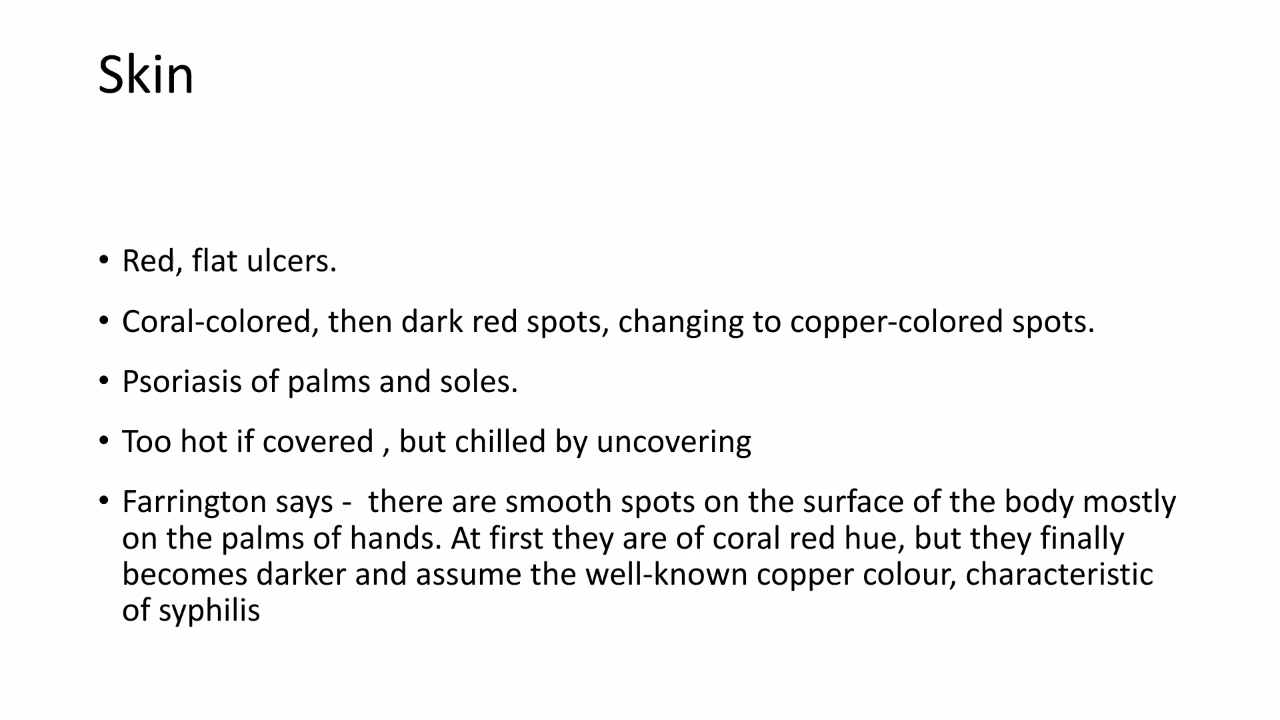 Skin
• Red, flat ulcers.
• Coral-colored, then dark red spots, changing to copper-colored spots.
• Psoriasis of palms and soles.
• Too hot if covered , but chilled by uncovering
• Farrington says -  there are smooth spots on the surface of the body mostly
on the palms of hands. At first they are of coral red hue, but they finally
becomes darker and assume the well-known copper colour, characteristic
of syphilis